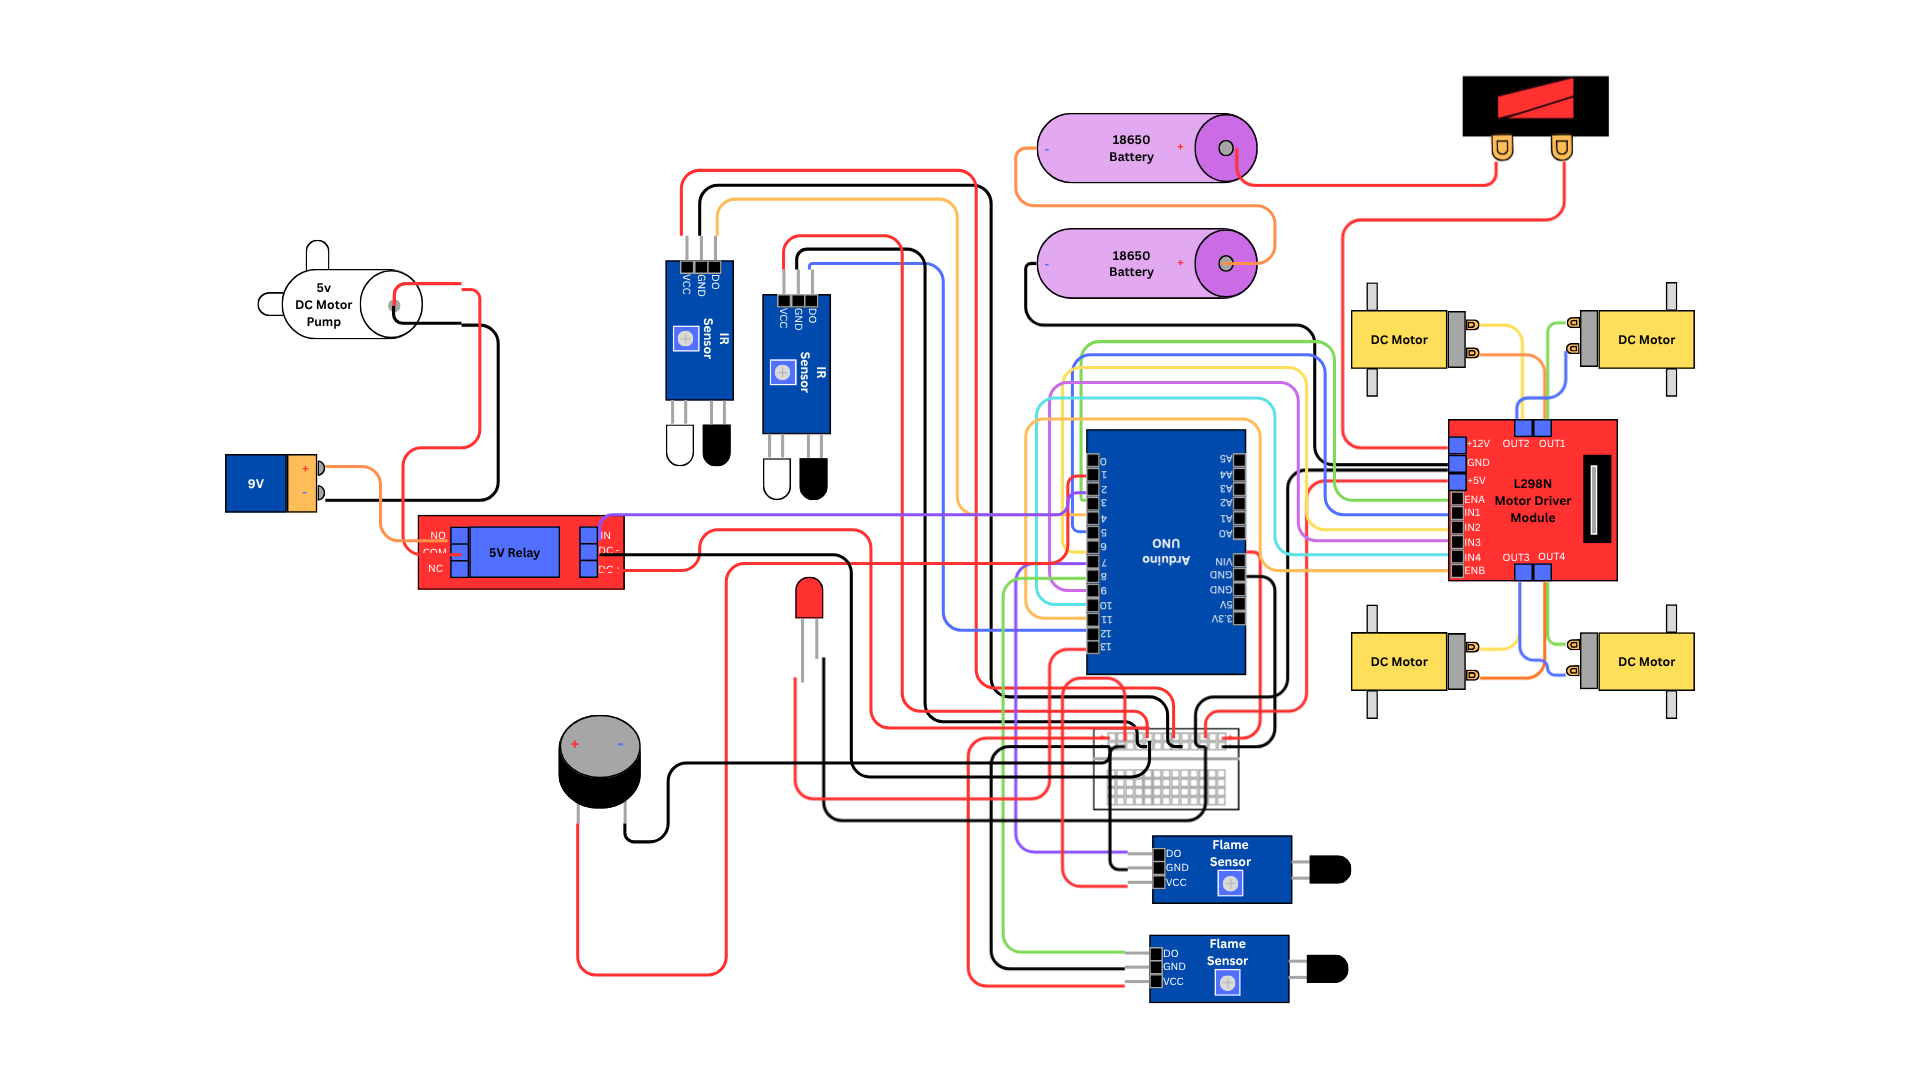 18650
Battery
-
+
18650
Battery
-
+
5v
DC Motor
Pump
VCC
GND
DO
IR
Sensor
VCC
GND
DO
IR
Sensor
DC Motor
DC Motor
9V
+
-
NO
COM
NC
5V Relay
IN
DC -
DC +
+12V
GND
+5V
ENA
IN1
IN2
IN3
IN4
ENB
OUT2
OUT1
L298N
Motor Driver
Module
OUT3
OUT4
0
1
2
3
4
5
6
7
8
9
10
11
12
13
Arduino
UNO
A5
A4
A3
A2
A1
A0
VIN
GND
GND
5V
3.3V
DC Motor
DC Motor
+
-
Flame
Sensor
DO
GND
VCC
Flame
Sensor
DO
GND
VCC